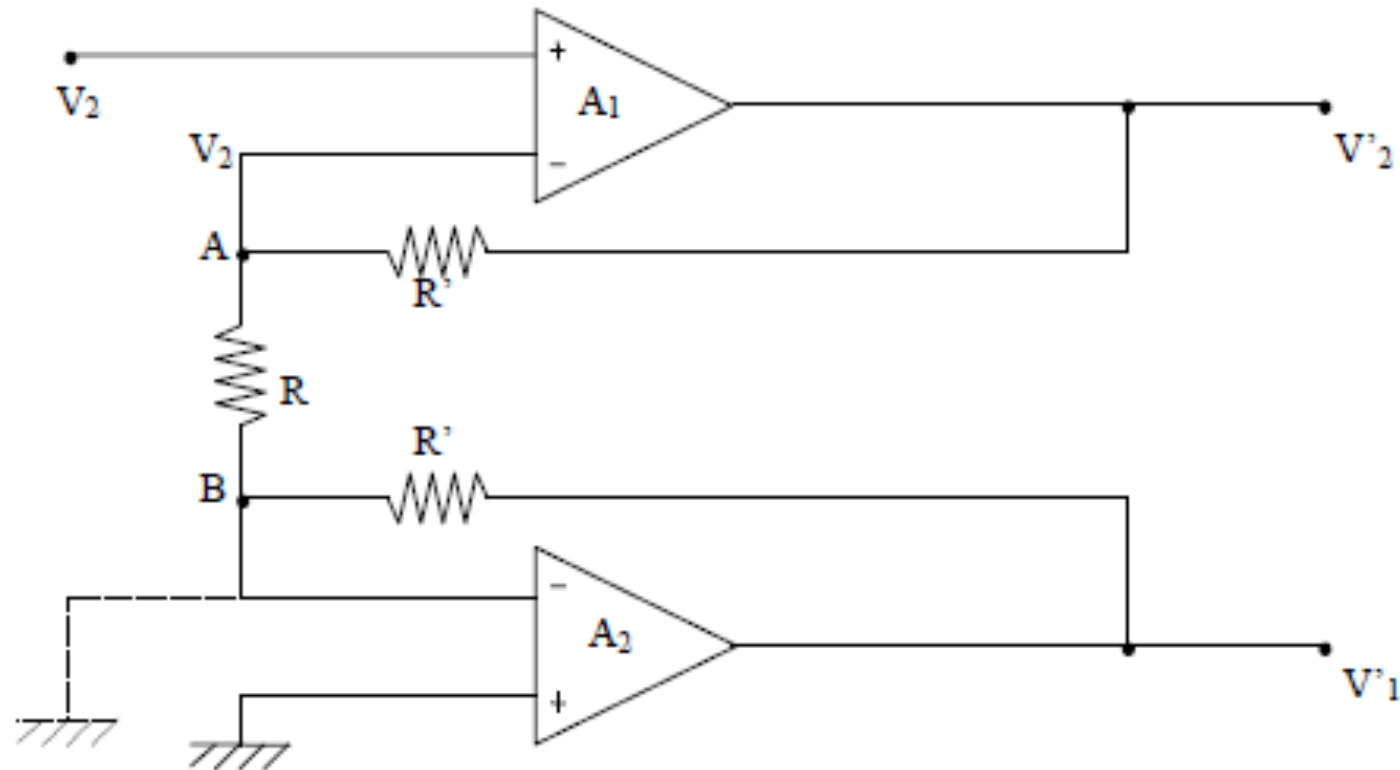 +
A₁
V₂
V₂
−
V’₂
A
R’
R
R’
B
−
A₂
+
V’₁